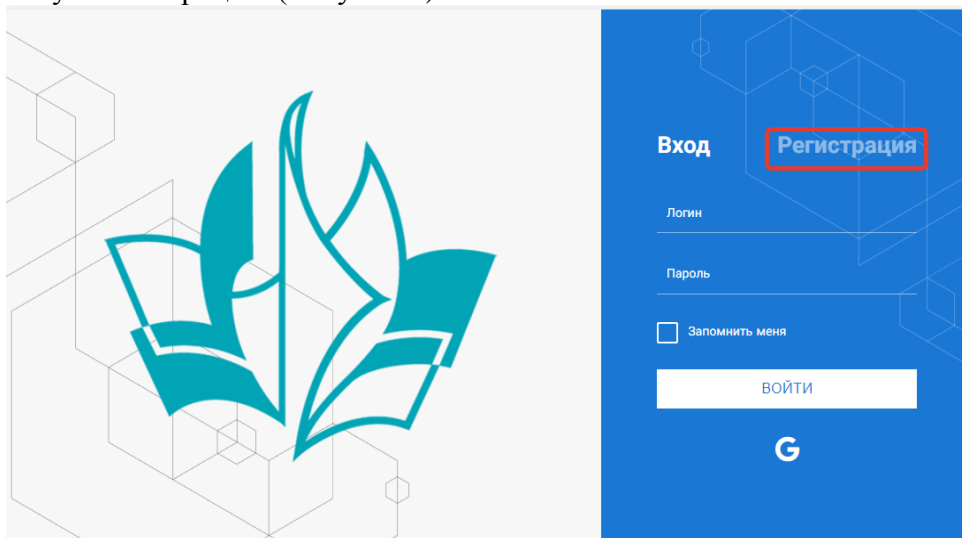 Вход Регистрация
Логин
Пароль
Запомнить меня
ВОЙТИ
G